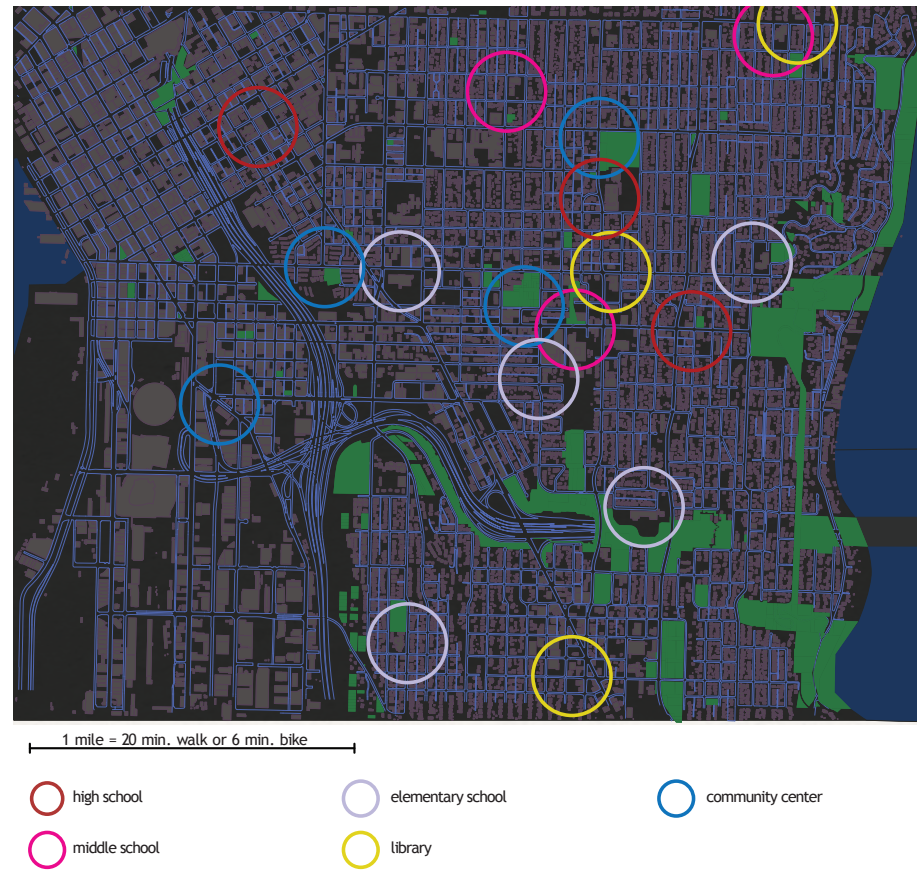 1 mile = 20 min. walk or 6 min. bike
high school
elementary school
community center
middle school
library